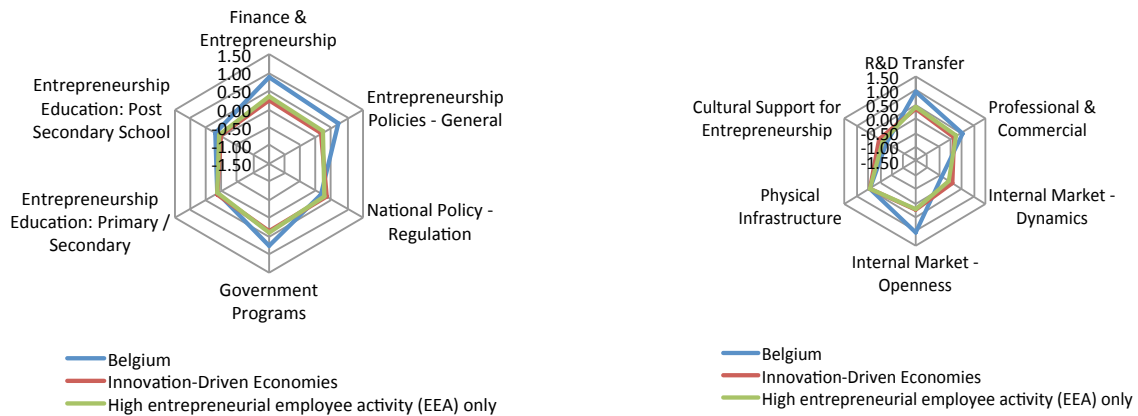 Finance &
Entrepreneurship
1.50
1.00
0.50
0.00
-0.50
-1.00
-1.50
Entrepreneurship
Policies - General
National Policy -
Regulation
Government
Programs
Entrepreneurship
Education: Primary /
Secondary
Entrepreneurship
Education: Post
Secondary School
Belgium
Innovation-Driven Economies
High entrepreneurial employee activity (EEA) only
R&D Transfer
1.50
1.00
0.50
0.00
-0.50
-1.00
-1.50
Professional &
Commercial
Internal Market -
Dynamics
Internal Market -
Openness
Physical
Infrastructure
Cultural Support for
Entrepreneurship
Belgium
Innovation-Driven Economies
High entrepreneurial employee activity (EEA) only